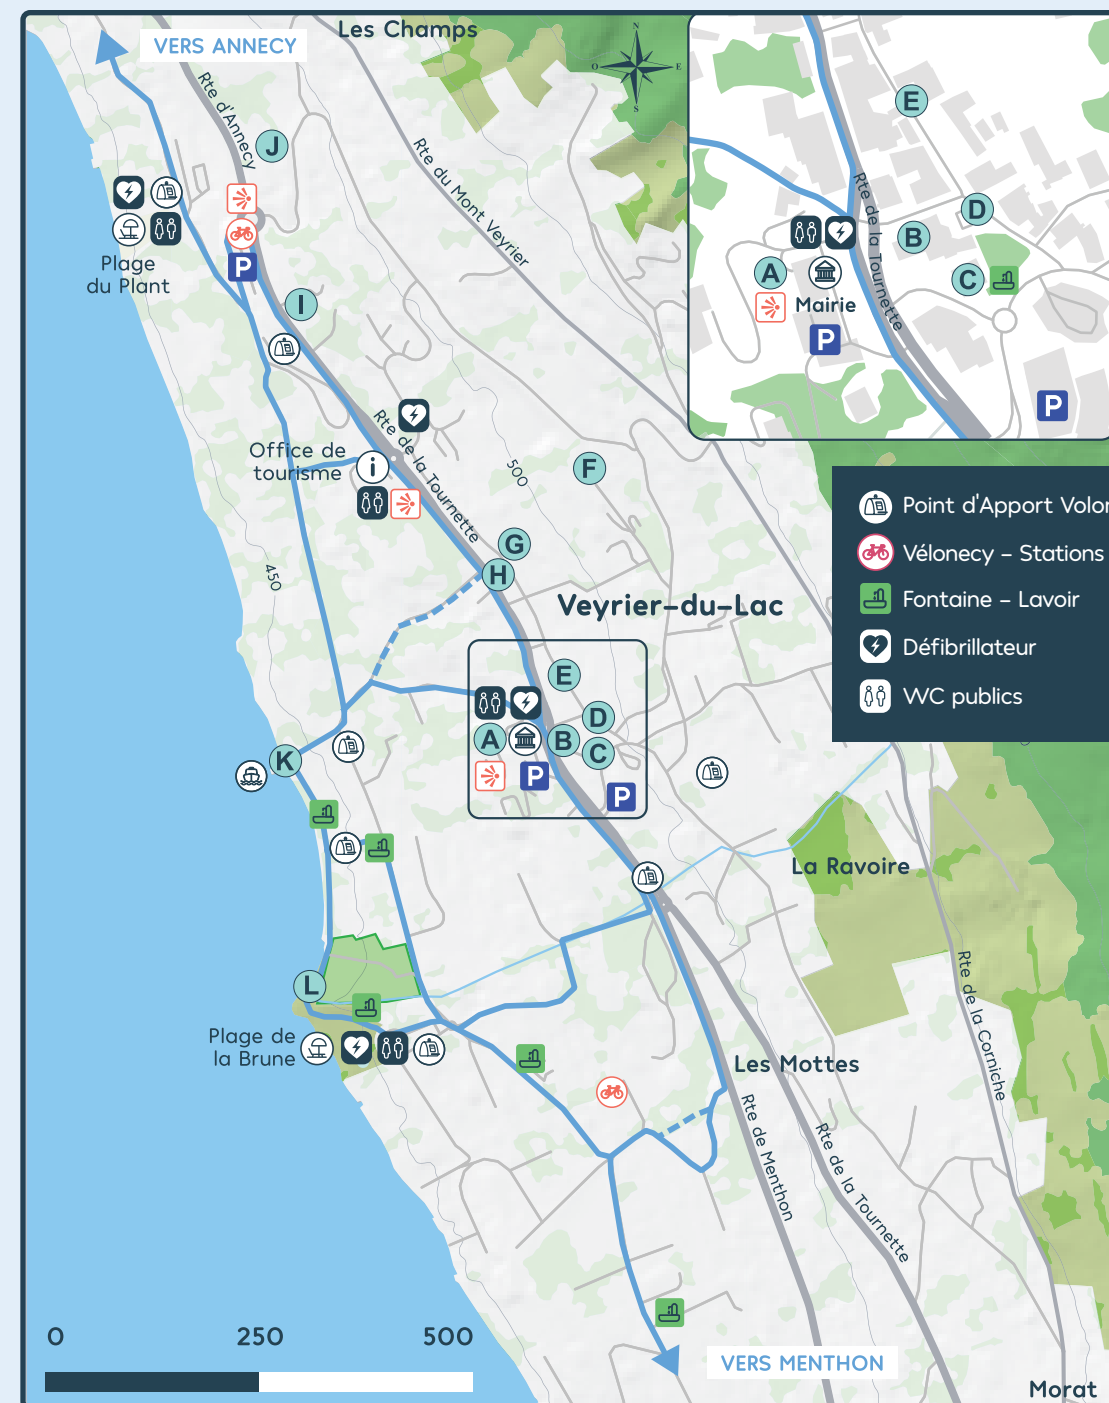 Les Champs
VERS ANNECY
N
O
E
S
Rte d'Annecy
J
Rte du Mont Veyrier
E
D
B
Rte de la Tournette
A
C
Mairie
P
P
Plage
du Plant
P
I
Rte de la Tournette
Office de
tourisme
i
500
F
G
H
450
Point d'Apport Volo
Vélonecy – Stations
Fontaine – Lavoir
Défibrillateur
WC publics
Veyrier-du-Lac
E
D
A
B
C
P
P
K
La Ravoire
L
Plage de
la Brune
Rte de la Corniche
Les Mottes
Rte de Menthon
Rte de la Tournette
0
250
500
VERS MENTHON
Morat